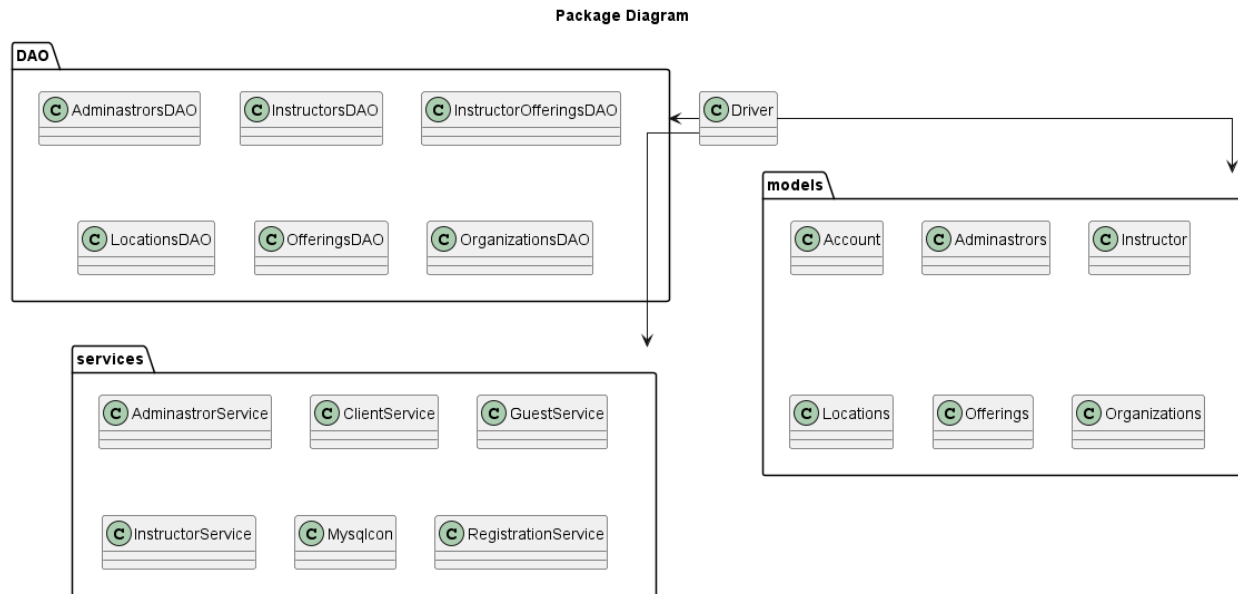 Package Diagram
DAO
C AdminastrorsDAO
C InstructorsDAO
C InstructorOfferingsDAO
C LocationsDAO
C OfferingsDAO
C OrganizationsDAO
C Driver
models
C Account
C Adminastrors
C Instructor
C Locations
C Offerings
C Organizations
services
C AdminastrorService
C ClientService
C GuestService
C InstructorService
C Mysqlcon
C RegistrationService